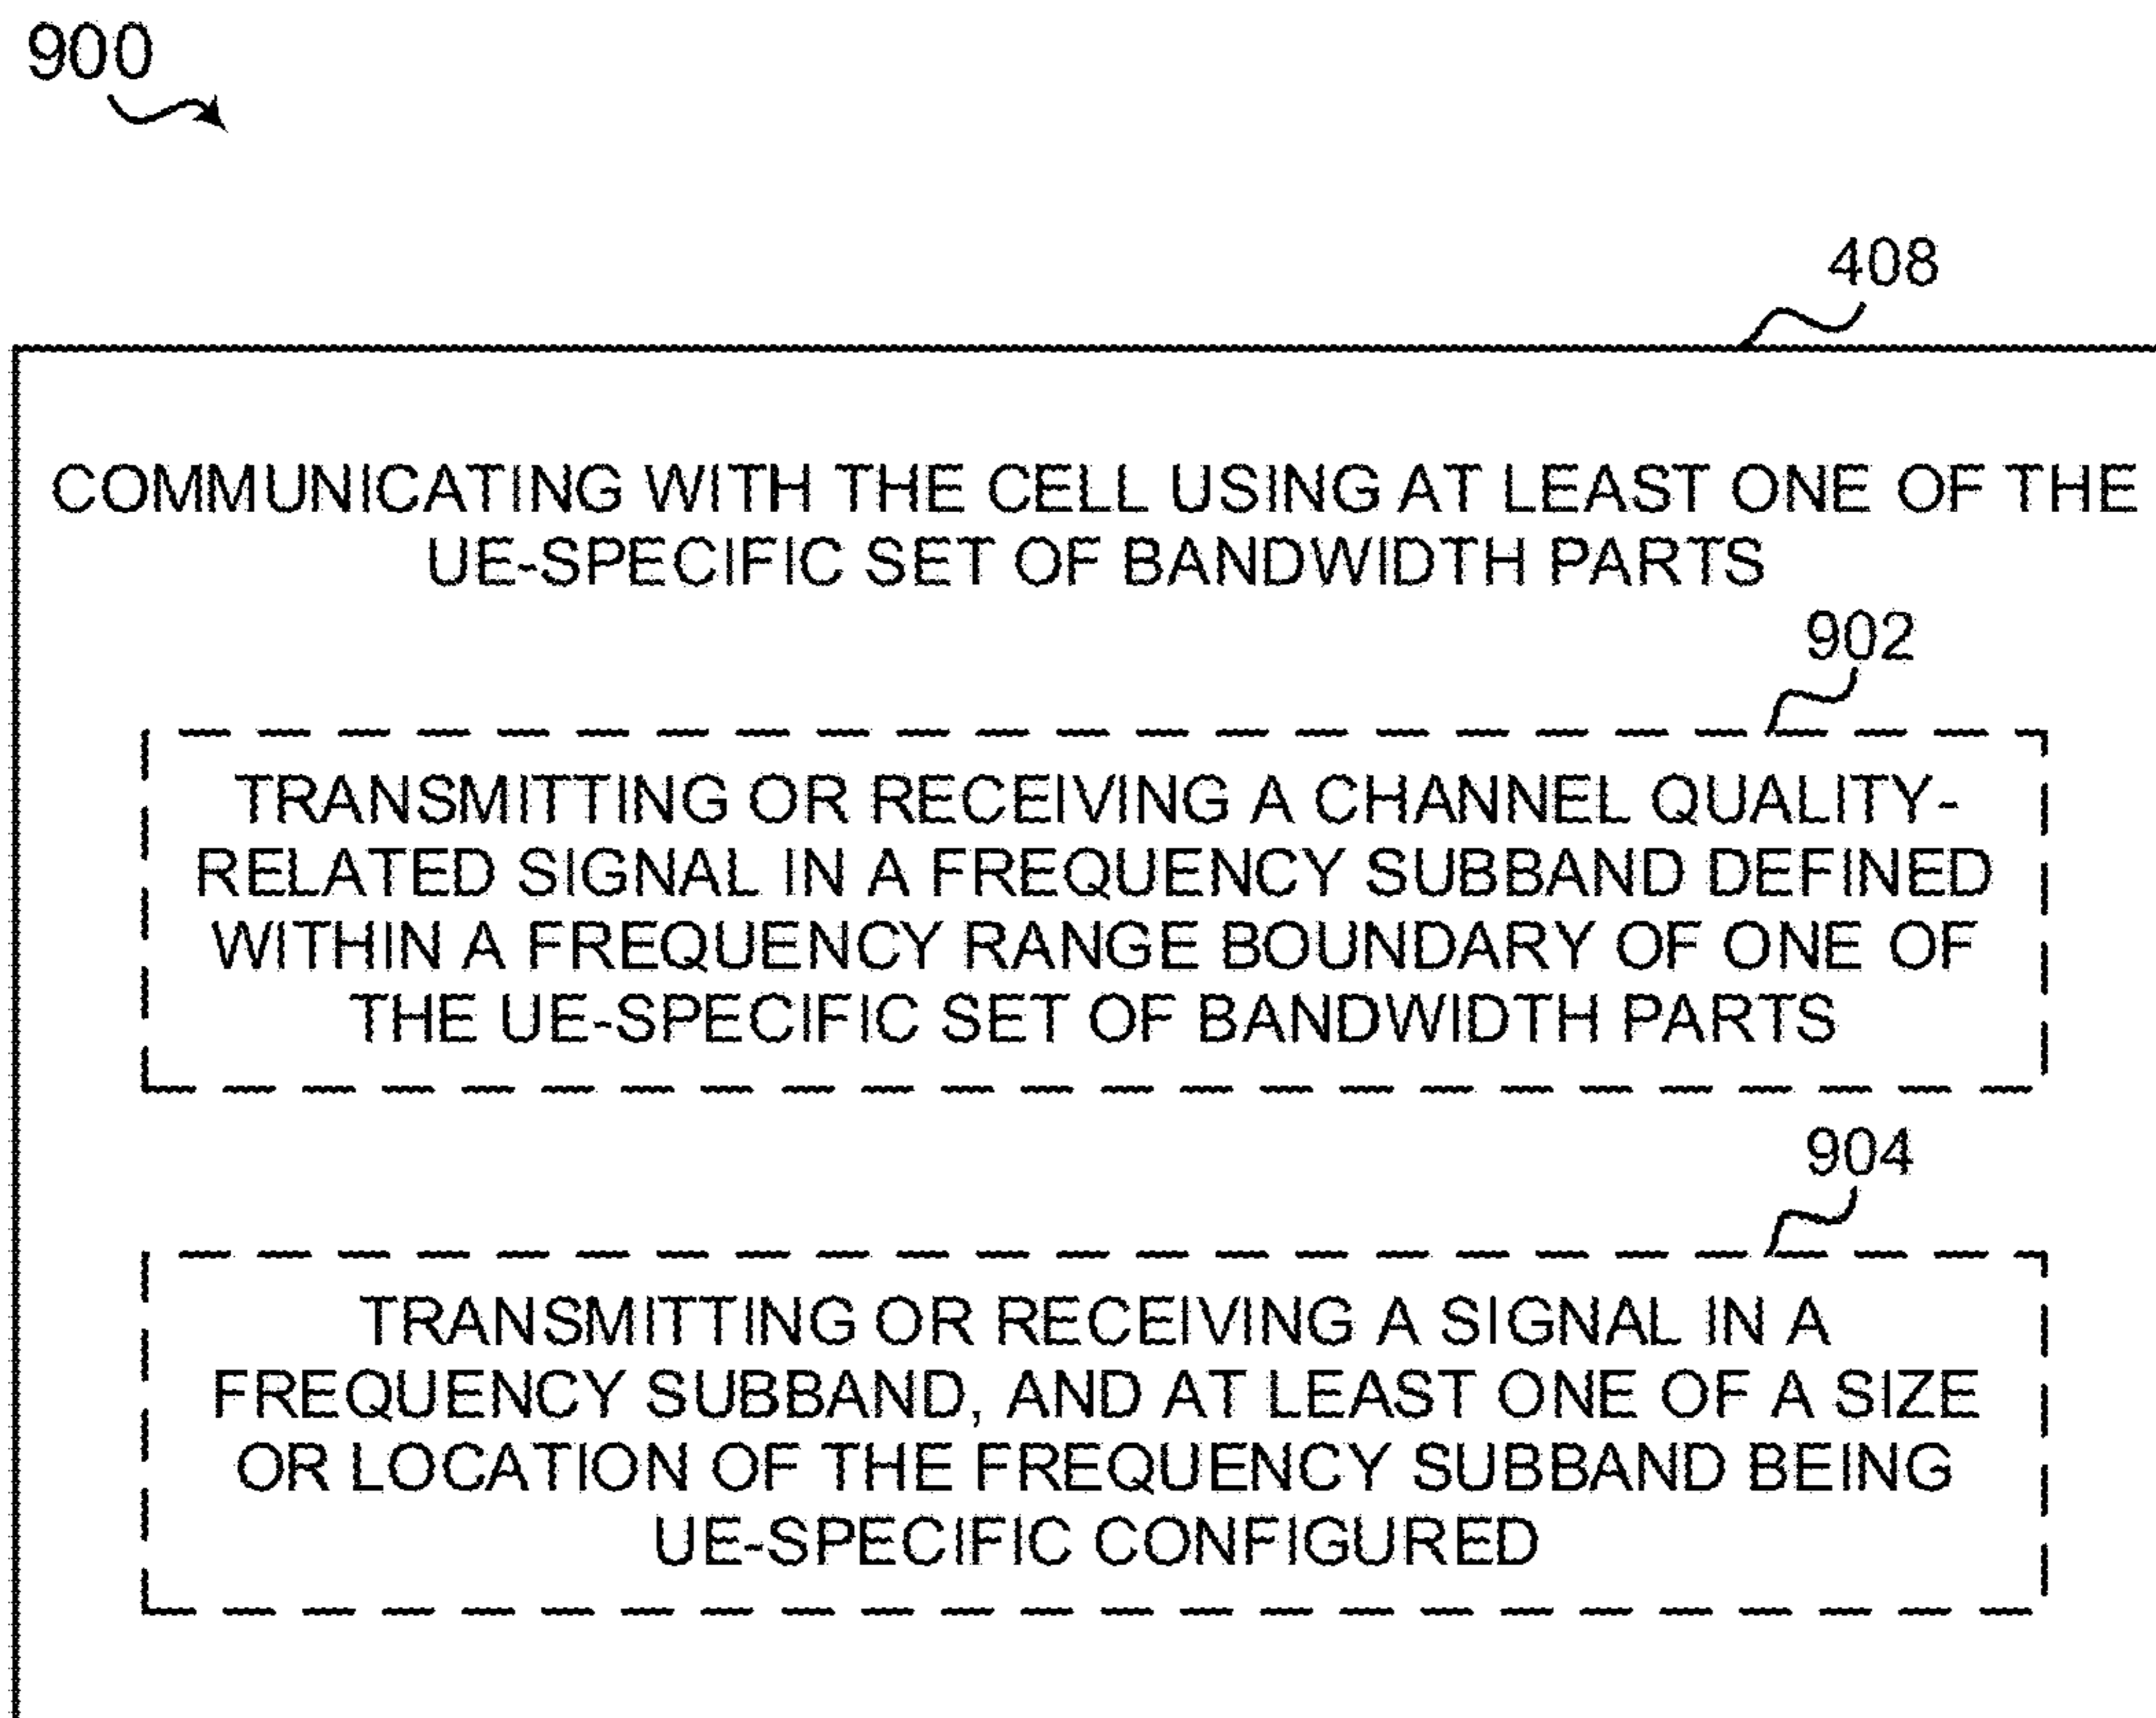 900
408
COMMUNICATING WITH THE CELL USING AT LEAST ONE OF THE
UE-SPECIFIC SET OF BANDWIDTH PARTS
902
TRANSMITTING OR RECEIVING A CHANNEL QUALITY-
RELATED SIGNAL IN A FREQUENCY SUBBAND DEFINED
WITHIN A FREQUENCY RANGE BOUNDARY OF ONE OF
THE UE-SPECIFIC SET OF BANDWIDTH PARTS
904
TRANSMITTING OR RECEIVING A SIGNAL IN A
FREQUENCY SUBBAND, AND AT LEAST ONE OF A SIZE
OR LOCATION OF THE FREQUENCY SUBBAND BEING
UE-SPECIFIC CONFIGURED